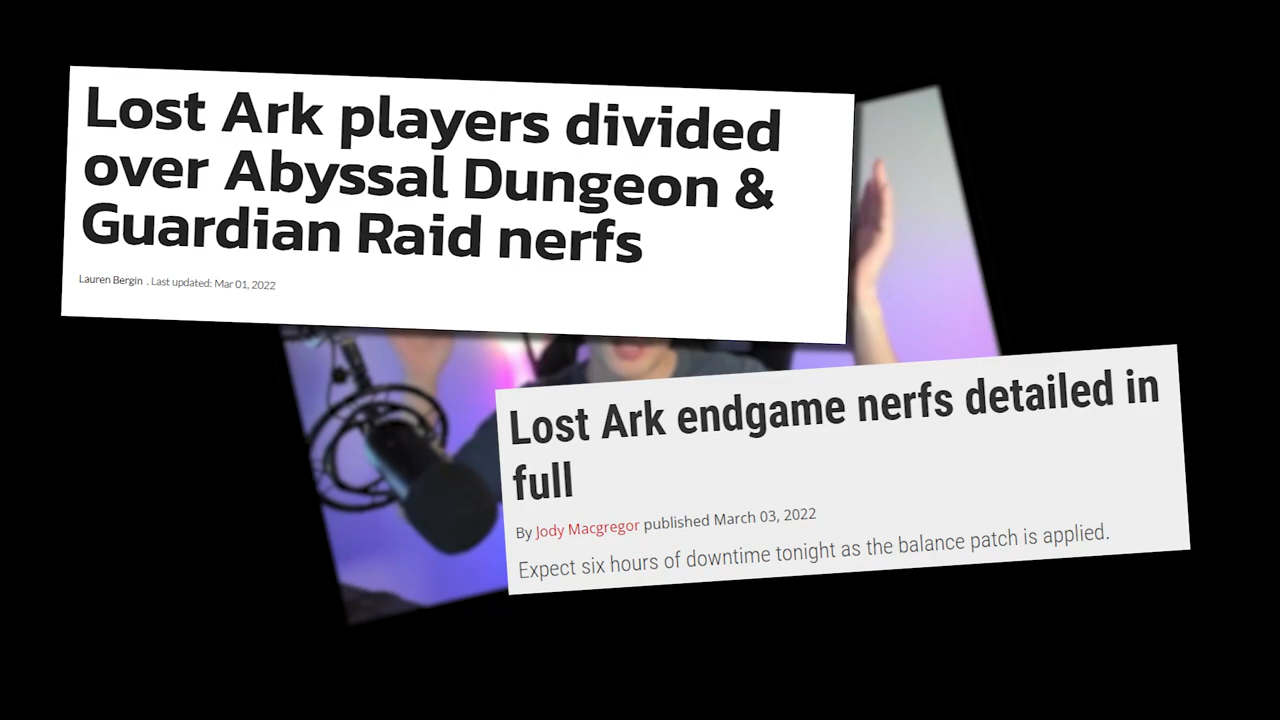 Lost Ark players divided
over Abyssal Dungeon &
Guardian Raid nerfs
Lauren Bergin . Last updated: Mar 01, 2022
Lost Ark endgame nerfs detailed in
full
By Jody Macgregor published March 03, 2022
Expect six hours of downtime tonight as the balance patch is applied.